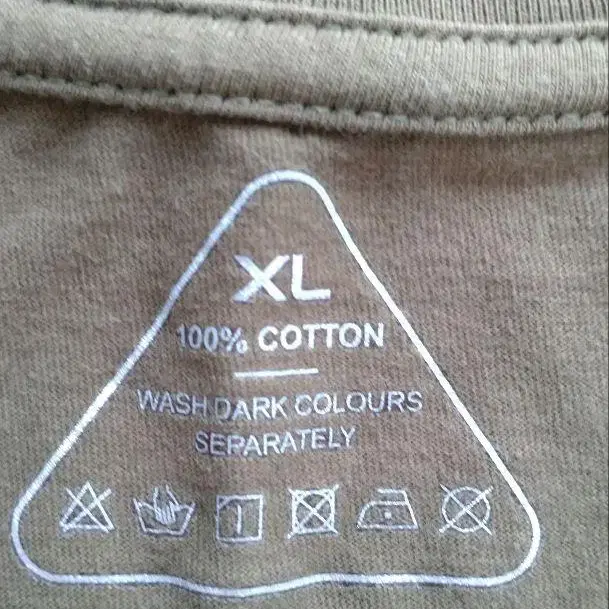 XL
100% COTTON
WASH DARK COLOURS
SEPARATELY